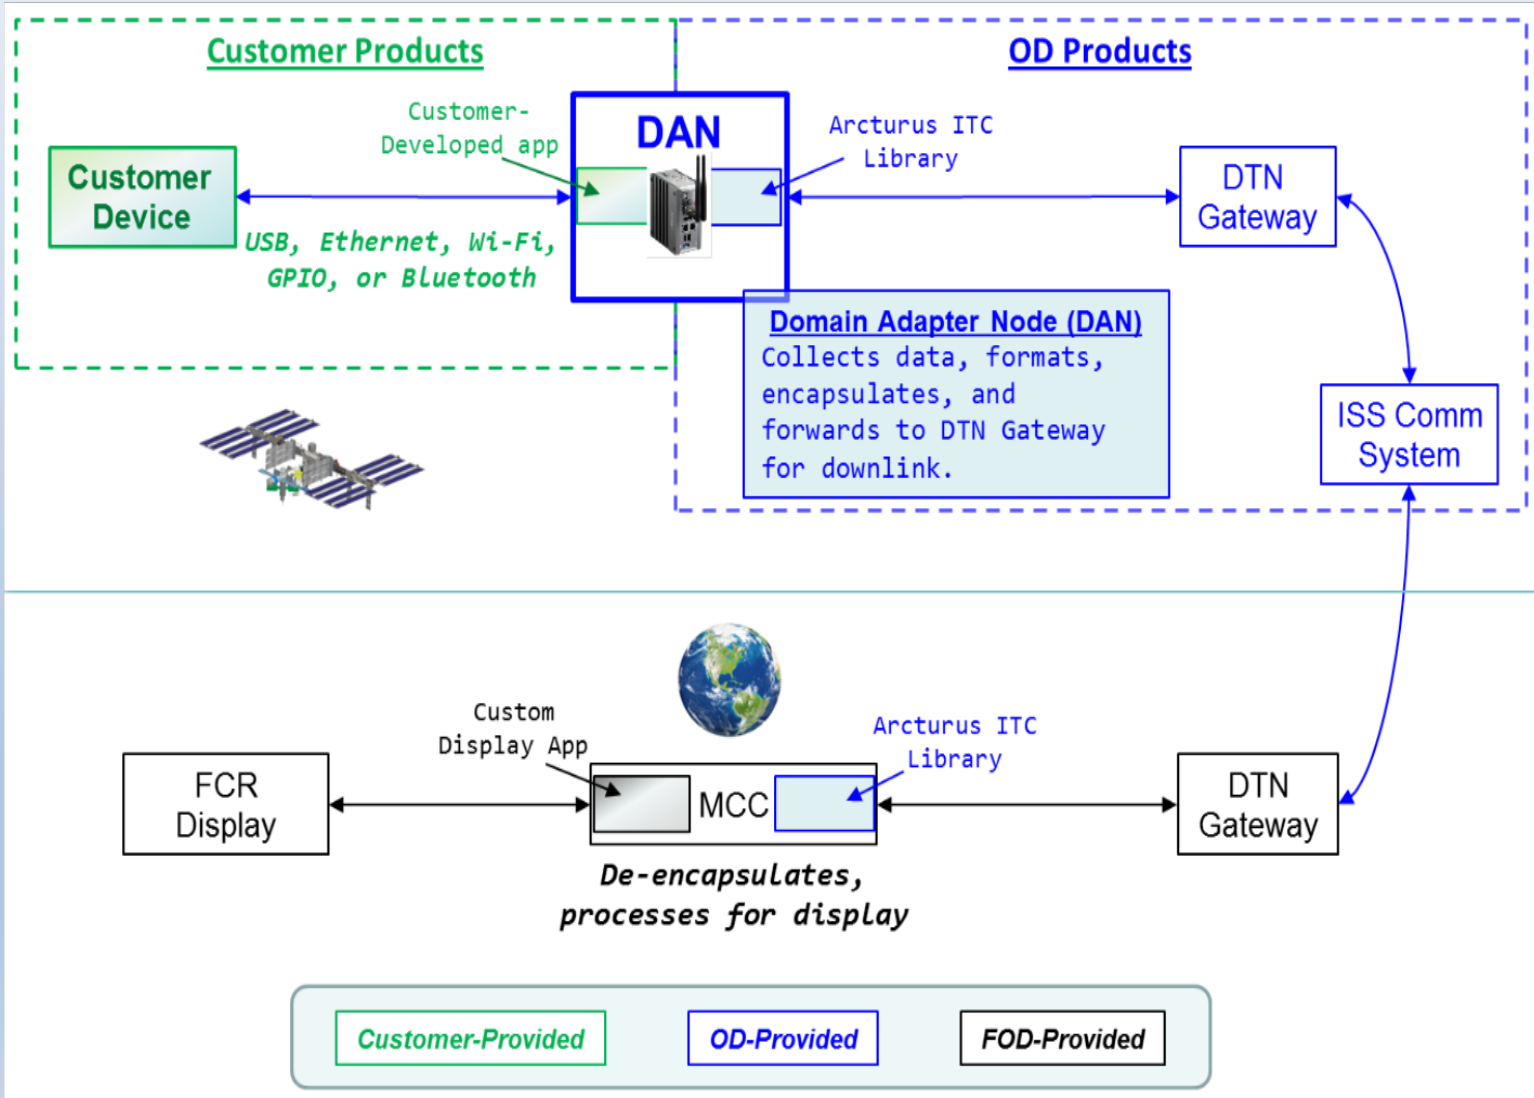 Customer Products
OD Products
Customer-
Developed app
DAN
Arcturus ITC
Library
Customer
Device
DTN
Gateway
USB, Ethernet, Wi-Fi,
GPIO, or Bluetooth
Domain Adapter Node (DAN)
Collects data, formats,
encapsulates, and
forwards to DTN Gateway
for downlink.
ISS Comm
System
Custom
Display App
Arcturus ITC
Library
FCR
Display
MCC
DTN
Gateway
De-encapsulates,
processes for display
Customer-Provided
OD-Provided
FOD-Provided